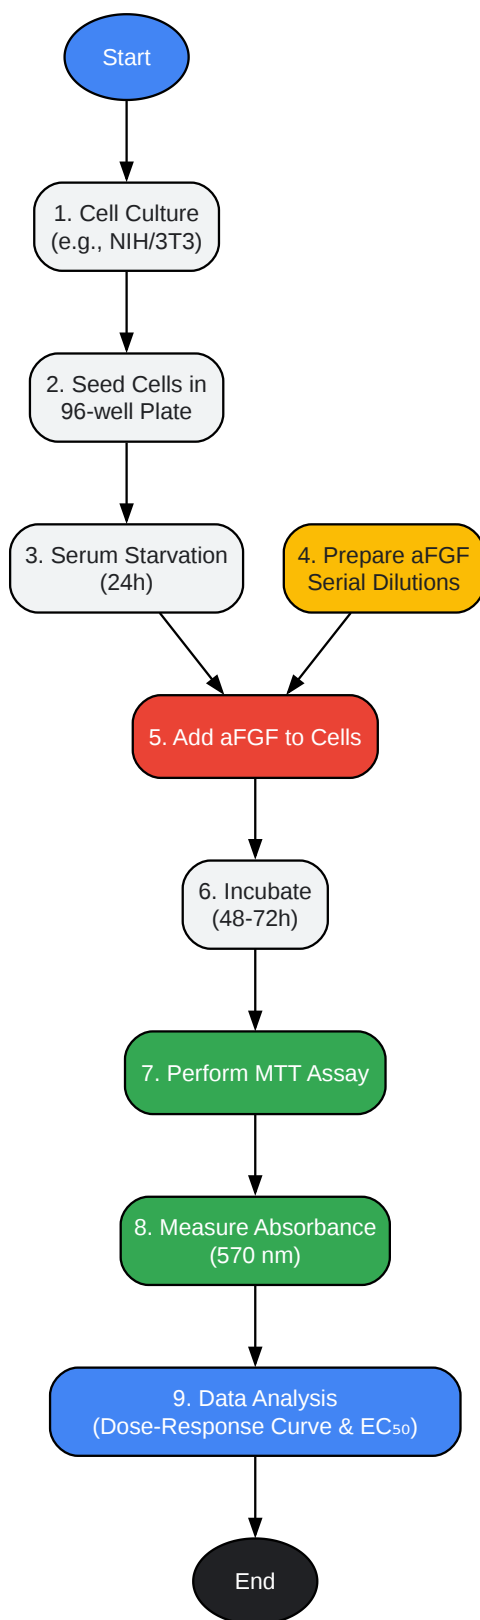 Start
1. Cell Culture
(e.g., NIH/3T3)
2. Seed Cells in
96-well Plate
3. Serum Starvation
(24h)
4. Prepare aFGF
Serial Dilutions
5. Add aFGF to Cells
6. Incubate
(48-72h)
7. Perform MTT Assay
8. Measure Absorbance
(570 nm)
9. Data Analysis
(Dose-Response Curve & EC₅₀)
End